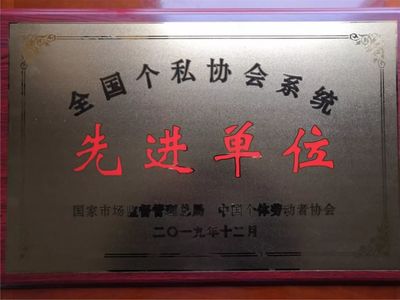 全国个私协会系统
先进单位
国家市场监督管理总局 中国个体劳动者协会
二〇一九年十二月